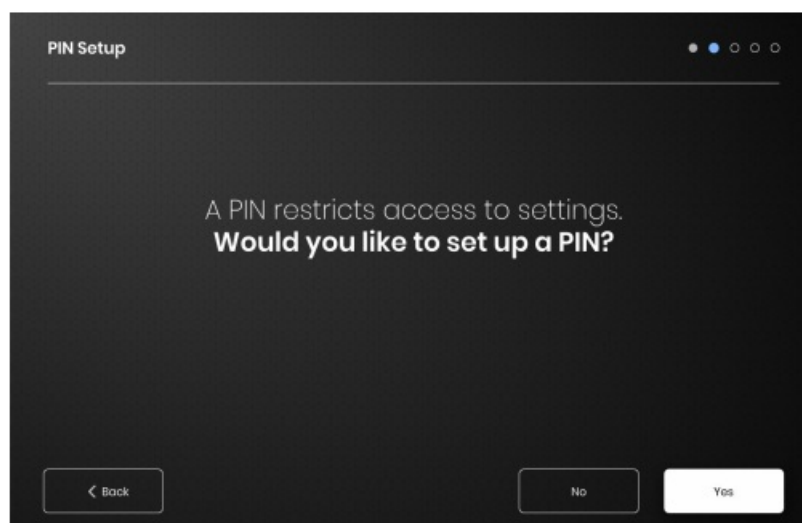 PIN Setup
A PIN restricts access to settings.
Would you like to set up a PIN?
Back
No
Yes